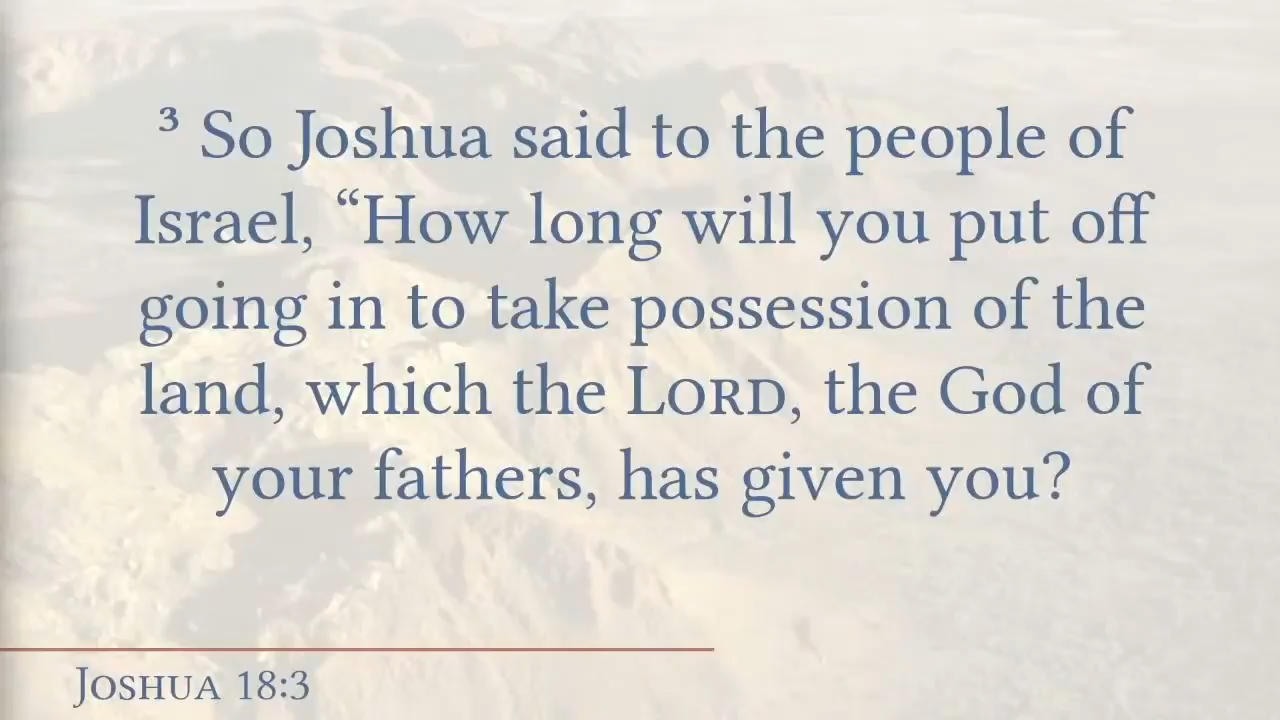 ³ So Joshua said to the people of
Israel, “How long will you put off
going in to take possession of the
land, which the LORD, the God of
your fathers, has given you?
JOSHUA 18:3